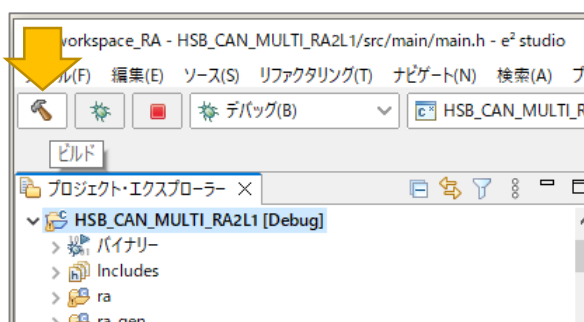 workspace_RA - HSB_CAN_MULTI_RA2L1/src/main/main.h - e² studio
ル(F) 編集(E) ソース(S) リファクタリング(T) ナビゲート(N) 検索(A)
デバッグ(B) HSB_CAN_MULTI_R
ビルド
プロジェクト・エクスプローラー
HSB_CAN_MULTI_RA2L1 [Debug]
バイナリー
Includes
ra
ra_gen